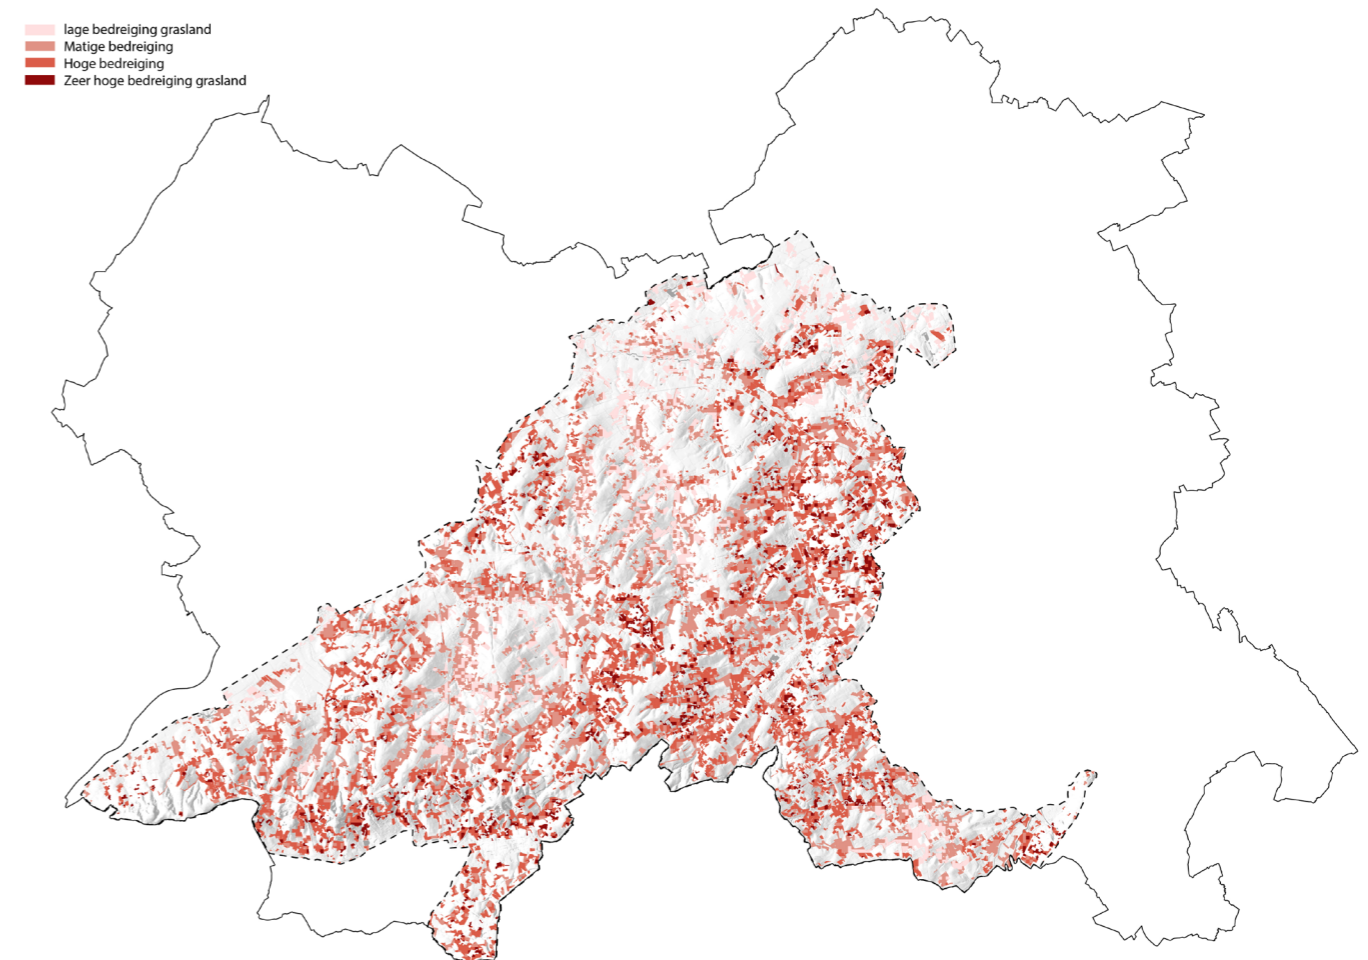 lage bedreiging grasland
Matige bedreiging
Hoge bedreiging
Zeer hoge bedreiging grasland